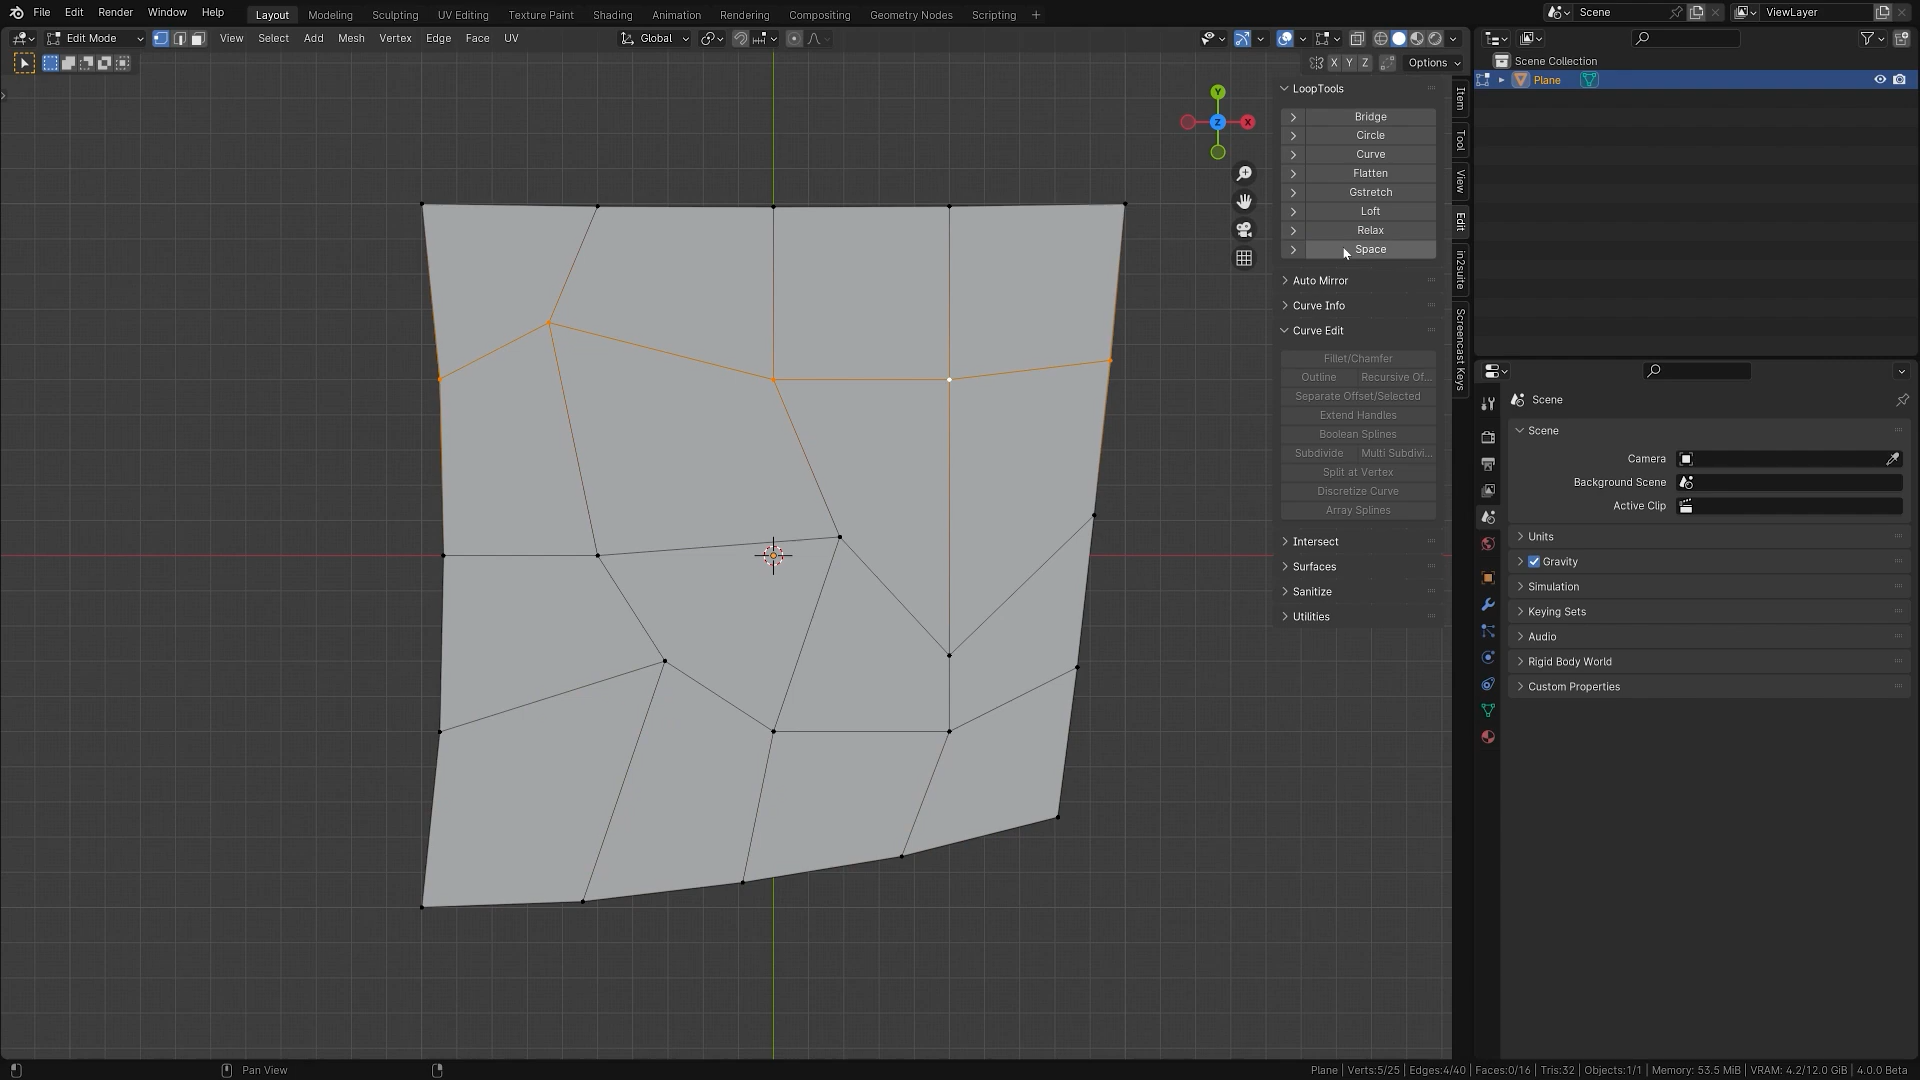 File Edit Render Window Help Layout Modeling Sculpting UV Editing Texture Paint Shading Animation Rendering Compositing Geometry Nodes Scripting + Scene ViewLayer
Edit Mode View Select Add Mesh Vertex Edge Face UV Global
X Y Z Options
Scene Collection
Plane
LoopTools
Bridge
Circle
Curve
Flatten
Gstretch
Loft
Relax
Space
Auto Mirror
Curve Info
Curve Edit
Fillet/Chamfer
Outline Recursive Of...
Separate Offset/Selected
Extend Handles
Boolean Splines
Subdivide Multi Subdivi...
Split at Vertex
Discretize Curve
Array Splines
Intersect
Surfaces
Sanitize
Utilities
Y
Z X
Item
Tool
View
Edit
in2suite
Screencast Keys
Scene
Scene
Camera
Background Scene
Active Clip
Units
Gravity
Simulation
Keying Sets
Audio
Rigid Body World
Custom Properties
Pan View
Plane | Verts:5/25 | Edges:4/40 | Faces:0/16 | Tris:32 | Objects:1/1 | Memory: 53.5 MiB | VRAM: 4.2/12.0 GiB | 4.0.0 Beta